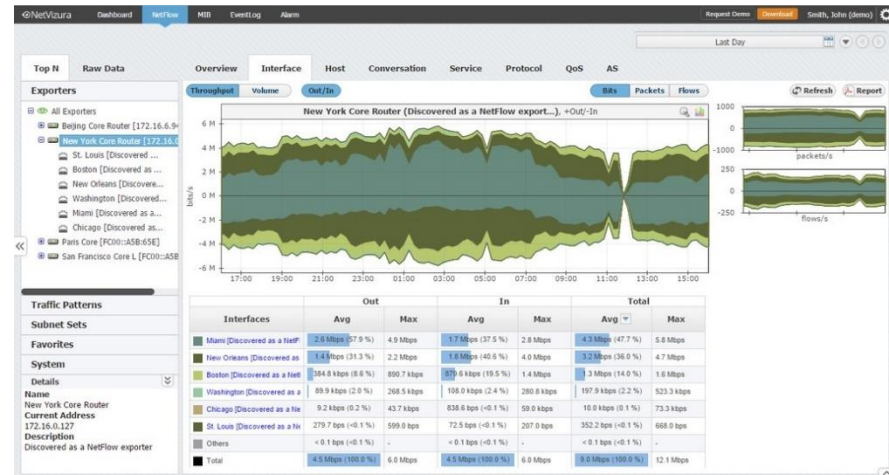 NetVizura Dashboard NetFlow MIB EventLog Alarm Request Demo Download Smith, John (demo)
Last Day
Top N Raw Data Overview Interface Host Conversation Service Protocol QoS AS
Exporters Throughput Volume Out/In Bits Packets Flows Refresh Report
All Exporters
New York Core Router (Discovered as a NetFlow export...), +Out/-In
Beijing Core Router [172.16.6.9
New York Core Router [172.16.0
St. Louis [Discovered ...
Boston [Discovered as ...
New Orleans [Discovere...
Washington [Discovered...
Miami [Discovered as a...
Chicago [Discovered as...
Paris Core [FC00::A5B:65E]
San Francisco Core L [FC00::A5B
bits/s
6 M
4 M
2 M
0 M
-2 M
-4 M
-6 M
17:00 19:00 21:00 23:00 01:00 03:00 05:00 07:00 09:00 11:00 13:00 15:00
1000
0
-1000
packets/s
250
0
-250
flows/s
Traffic Patterns
Subnet Sets
Favorites
System
Details
Name
New York Core Router
Current Address
172.16.0.127
Description
Discovered as a NetFlow exporter
Out In Total
Interfaces Avg Max Avg Max Avg Max
Miami [Discovered as a NetF 2.6 Mbps (57.9 %) 4.9 Mbps 1.7 Mbps (37.5 %) 2.8 Mbps 4.3 Mbps (47.7 %) 5.8 Mbps
New Orleans [Discovered as 1.4 Mbps (31.3 %) 2.2 Mbps 1.8 Mbps (40.6 %) 4.0 Mbps 3.2 Mbps (36.0 %) 4.7 Mbps
Boston [Discovered as a Net 384.8 kbps (8.6 %) 890.7 kbps 879.6 kbps (19.5 %) 1.4 Mbps 1.3 Mbps (14.0 %) 1.6 Mbps
Washington [Discovered as a 89.9 kbps (2.0 %) 268.5 kbps 108.0 kbps (2.4 %) 280.8 kbps 197.9 kbps (2.2 %) 523.3 kbps
Chicago [Discovered as a Ne 9.2 kbps (0.2 %) 43.7 kbps 838.6 bps (<0.1 %) 59.0 kbps 10.0 kbps (0.1 %) 73.3 kbps
St. Louis [Discovered as a Ne 279.7 bps (<0.1 %) 599.0 bps 72.5 bps (<0.1 %) 207.0 bps 352.2 bps (<0.1 %) 668.0 bps
Others < 0.1 bps (<0.1 %) - < 0.1 bps (<0.1 %) - < 0.1 bps (<0.1 %) -
Total 4.5 Mbps (100.0 %) 6.0 Mbps 4.5 Mbps (100.0 %) 6.0 Mbps 9.0 Mbps (100.0 %) 12.1 Mbps